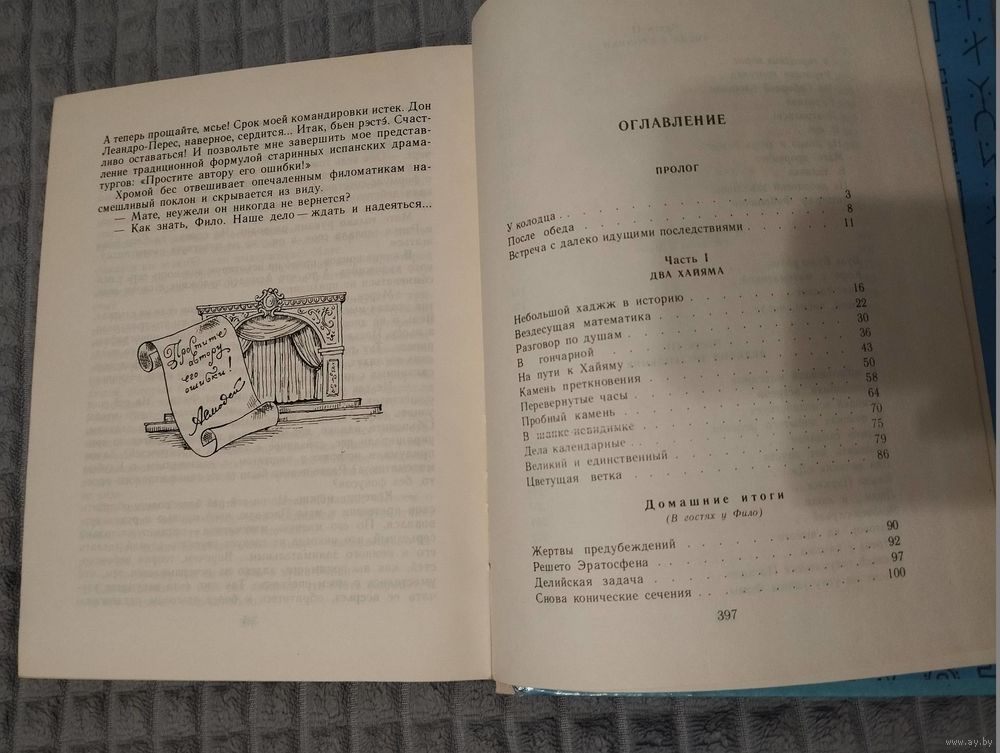 А теперь прощайте, мсье! Срок моей командировки истек. Дон
Леандро-Перес, наверное, сердится... Итак, бьен рэстэ́. Счаст-
ливо оставаться! И позвольте мне завершить мое представ-
ление традиционной формулой старинных испанских драма-
тургов: «Простите автору его ошибки!»
Хромой бес отвешивает опечаленным филоматикам на-
смешливый поклон и скрывается из виду.
— Мате, неужели он никогда не вернется?
— Как знать, Фило. Наше дело — ждать и надеяться...
Простите
автору
его
ошибки!
Асмодей
ОГЛАВЛЕНИЕ
ПРОЛОГ
У колодца . . . . . . . . . . . . . . . . 3
После обеда . . . . . . . . . . . . . . . . 8
Встреча с далеко идущими последствиями . . . . . . . 11
Часть I
ДВА ХАЙЯМА
Небольшой хаджж в историю . . . . . . . . . . 16
Вездесущая математика . . . . . . . . . . . 22
Разговор по душам . . . . . . . . . . . . 30
В гончарной . . . . . . . . . . . . . . 36
На пути к Хайяму . . . . . . . . . . . . 43
Камень преткновения . . . . . . . . . . . 50
Перевернутые часы . . . . . . . . . . . . 58
Пробный камень . . . . . . . . . . . . . 64
В шапке-невидимке . . . . . . . . . . . . 70
Дела календарные . . . . . . . . . . . . . 75
Великий и единственный . . . . . . . . . . . 79
Цветущая ветка . . . . . . . . . . . . . 86
Домашние итоги
(В гостях у Фило)
Жертвы предубеждений . . . . . . . . . . . 90
Решето Эратосфена . . . . . . . . . . . . 92
Делийская задача . . . . . . . . . . . . . 97
Снова конические сечения . . . . . . . . . . 100
397
www.ay.by